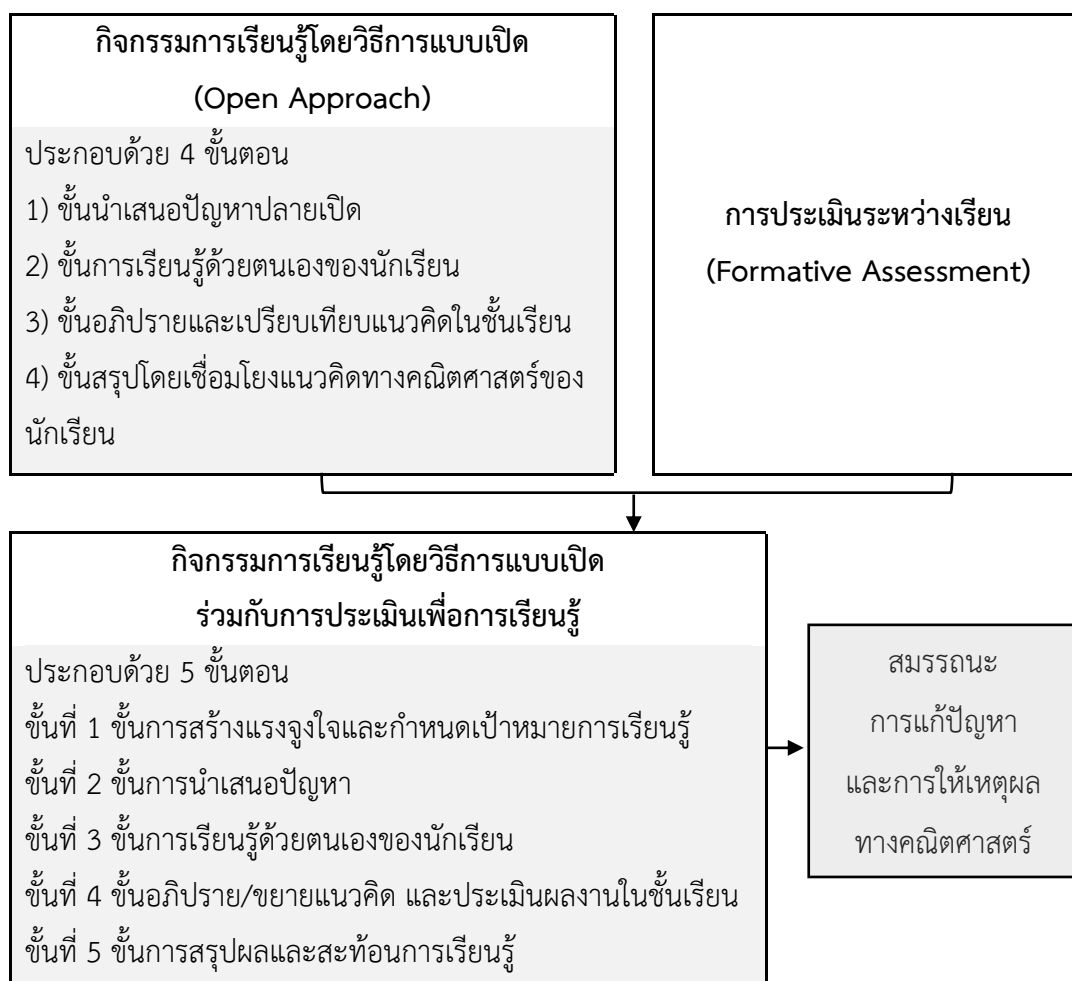 กิจกรรมการเรียนรู้โดยวิธีการแบบเปิด
(Open Approach)
ประกอบด้วย 4 ขั้นตอน
1) ขั้นนำเสนอปัญหาปลายเปิด
2) ขั้นการเรียนรู้ด้วยตนเองของนักเรียน
3) ขั้นอภิปรายและเปรียบเทียบแนวคิดในชั้นเรียน
4) ขั้นสรุปโดยเชื่อมโยงแนวคิดทางคณิตศาสตร์ของ
นักเรียน
การประเมินระหว่างเรียน
(Formative Assessment)
กิจกรรมการเรียนรู้โดยวิธีการแบบเปิด
ร่วมกับการประเมินเพื่อการเรียนรู้
ประกอบด้วย 5 ขั้นตอน
ขั้นที่ 1 ขั้นการสร้างแรงจูงใจและกำหนดเป้าหมายการเรียนรู้
ขั้นที่ 2 ขั้นการนำเสนอปัญหา
ขั้นที่ 3 ขั้นการเรียนรู้ด้วยตนเองของนักเรียน
ขั้นที่ 4 ขั้นอภิปราย/ขยายแนวคิด และประเมินผลงานในชั้นเรียน
ขั้นที่ 5 ขั้นการสรุปผลและสะท้อนการเรียนรู้
สมรรถนะ
การแก้ปัญหา
และการให้เหตุผล
ทางคณิตศาสตร์